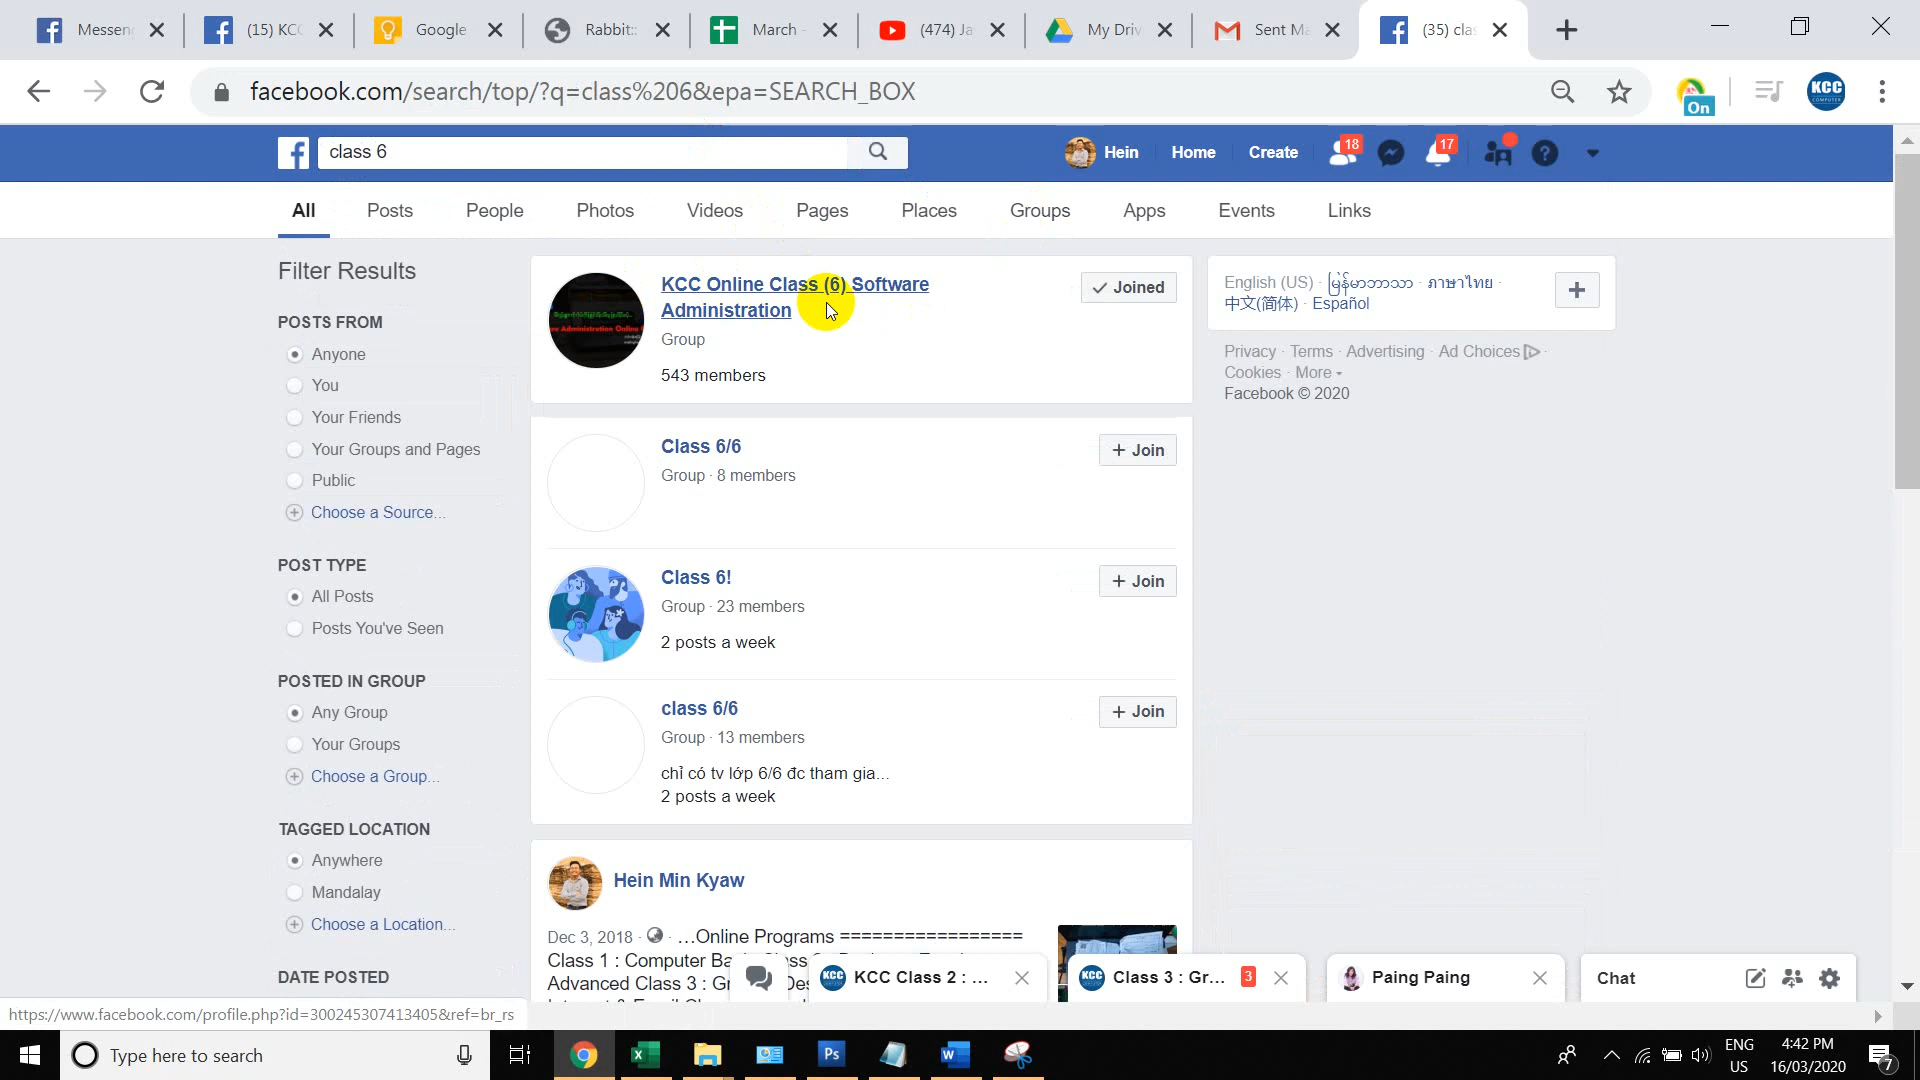 Messen
(15) KCC
Google
Rabbit::
March -
(474) Ja
My Driv
Sent Ma
(35) clas
facebook.com/search/top/?q=class%206&epa=SEARCH_BOX
On
KCC
class 6
Hein
Home
Create
18
17
All
Posts
People
Photos
Videos
Pages
Places
Groups
Apps
Events
Links
Filter Results
POSTS FROM
Anyone
You
Your Friends
Your Groups and Pages
Public
Choose a Source...
POST TYPE
All Posts
Posts You've Seen
POSTED IN GROUP
Any Group
Your Groups
Choose a Group...
TAGGED LOCATION
Anywhere
Mandalay
Choose a Location...
DATE POSTED
KCC Online Class (6) Software
Administration
Group
543 members
Joined
Class 6/6
Group · 8 members
+ Join
Class 6!
Group · 23 members
2 posts a week
+ Join
class 6/6
Group · 13 members
chỉ có tv lớp 6/6 đc tham gia...
2 posts a week
+ Join
Hein Min Kyaw
Dec 3, 2018 · ...Online Programs =================
English (US) · မြန်မာဘာသာ · ภาษาไทย ·
中文(简体) · Español
Privacy · Terms · Advertising · Ad Choices ·
Cookies · More
Facebook © 2020
KCC Class 2 : ...
Class 3 : Gr...
3
Paing Paing
Chat
https://www.facebook.com/profile.php?id=300245307413405&ref=br_rs
Type here to search
ENG
US
4:42 PM
16/03/2020
7